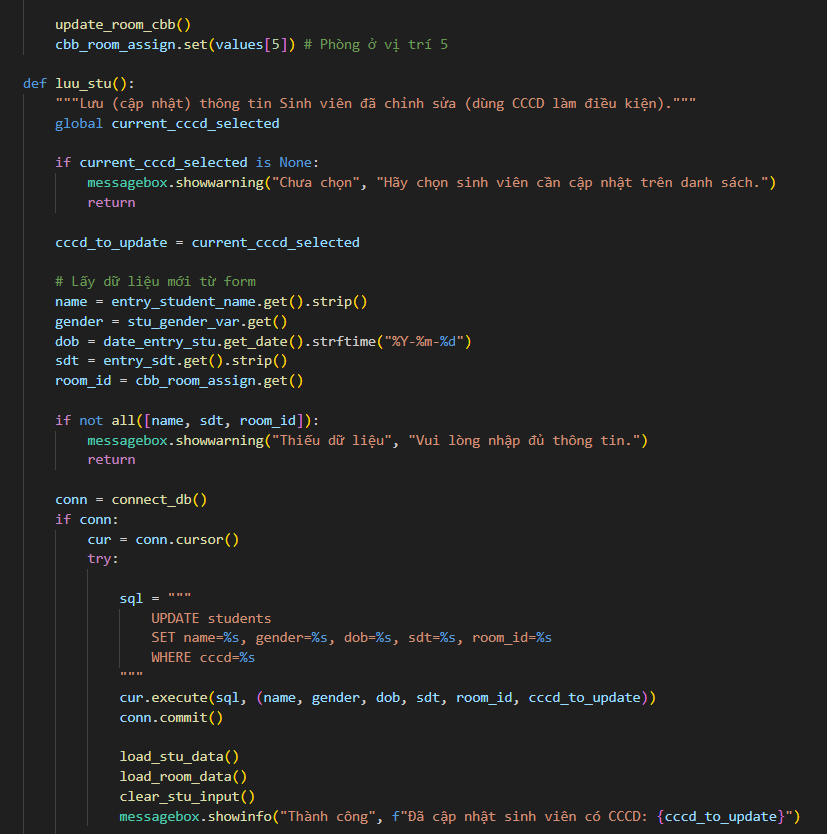 update_room_cbb()
cbb_room_assign.set(values[5]) # Phòng ở vị trí 5
def luu_stu():
"""Lưu (cập nhật) thông tin Sinh viên đã chỉnh sửa (dùng CCCD làm điều kiện)."""
global current_cccd_selected
if current_cccd_selected is None:
messagebox.showwarning("Chưa chọn", "Hãy chọn sinh viên cần cập nhật trên danh sách.")
return
cccd_to_update = current_cccd_selected
# Lấy dữ liệu mới từ form
name = entry_student_name.get().strip()
gender = stu_gender_var.get()
dob = date_entry_stu.get_date().strftime("%Y-%m-%d")
sdt = entry_sdt.get().strip()
room_id = cbb_room_assign.get()
if not all([name, sdt, room_id]):
messagebox.showwarning("Thiếu dữ liệu", "Vui lòng nhập đủ thông tin.")
return
conn = connect_db()
if conn:
cur = conn.cursor()
try:
sql = """
UPDATE students
SET name=%s, gender=%s, dob=%s, sdt=%s, room_id=%s
WHERE cccd=%s
"""
cur.execute(sql, (name, gender, dob, sdt, room_id, cccd_to_update))
conn.commit()
load_stu_data()
load_room_data()
clear_stu_input()
messagebox.showinfo("Thành công", f"Đã cập nhật sinh viên có CCCD: {cccd_to_update}")